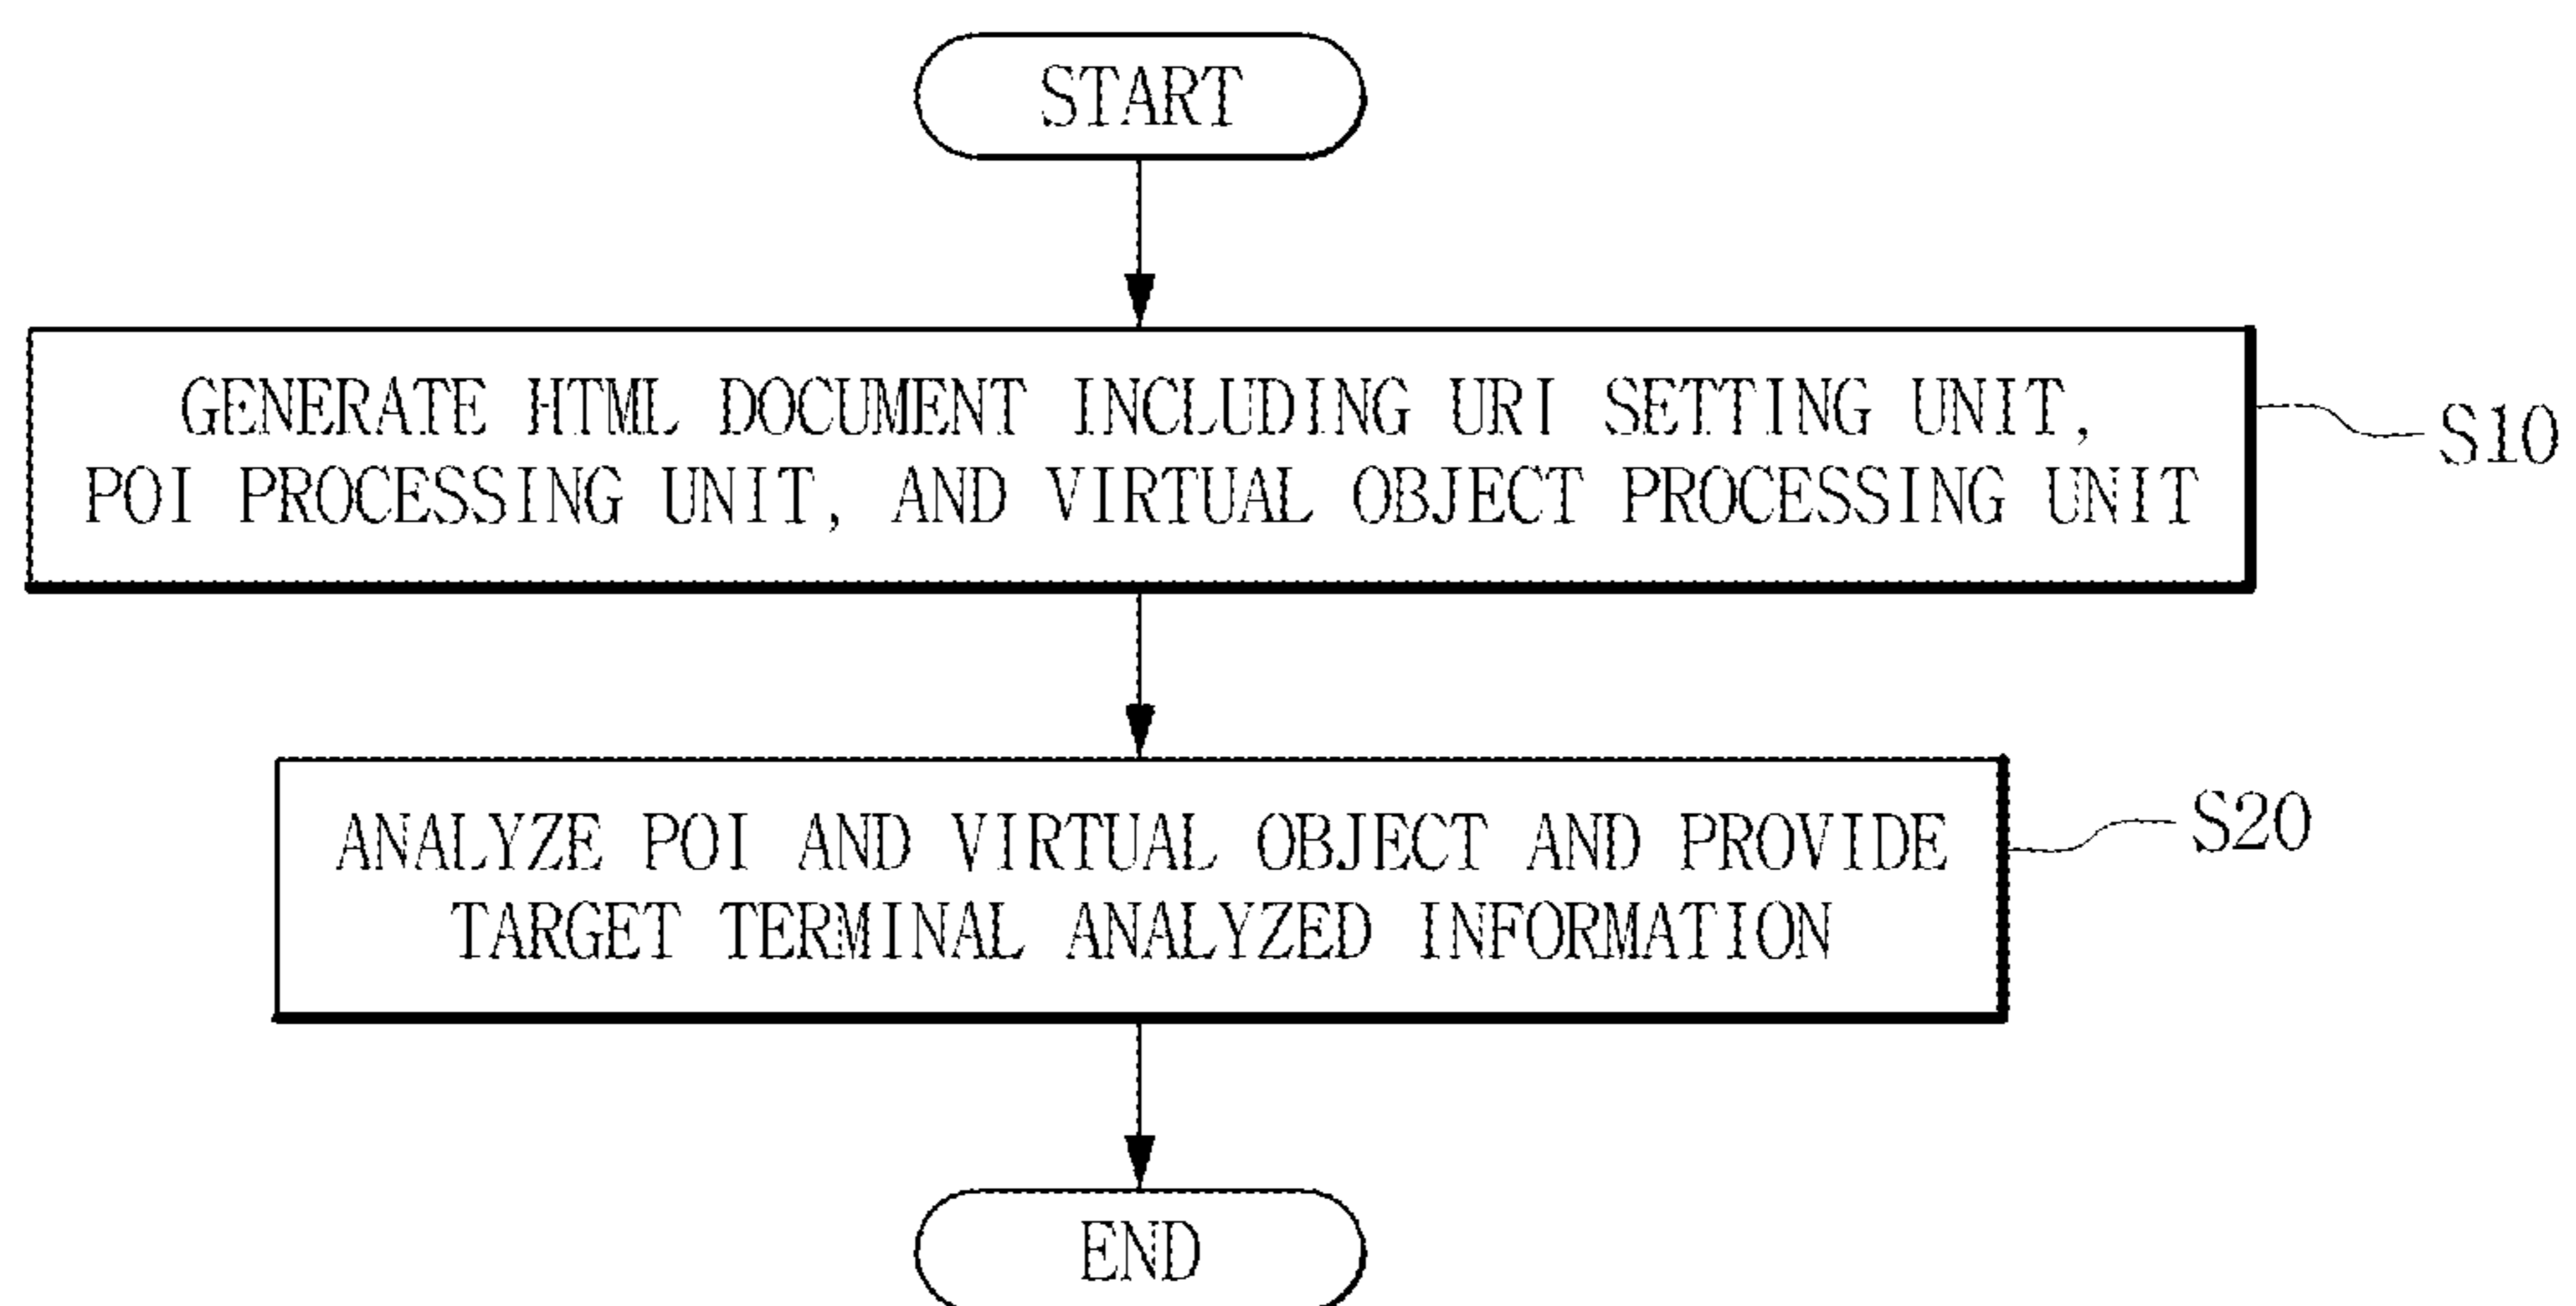 START
GENERATE HTML DOCUMENT INCLUDING URI SETTING UNIT,
POI PROCESSING UNIT, AND VIRTUAL OBJECT PROCESSING UNIT
S10
ANALYZE POI AND VIRTUAL OBJECT AND PROVIDE
TARGET TERMINAL ANALYZED INFORMATION
S20
END